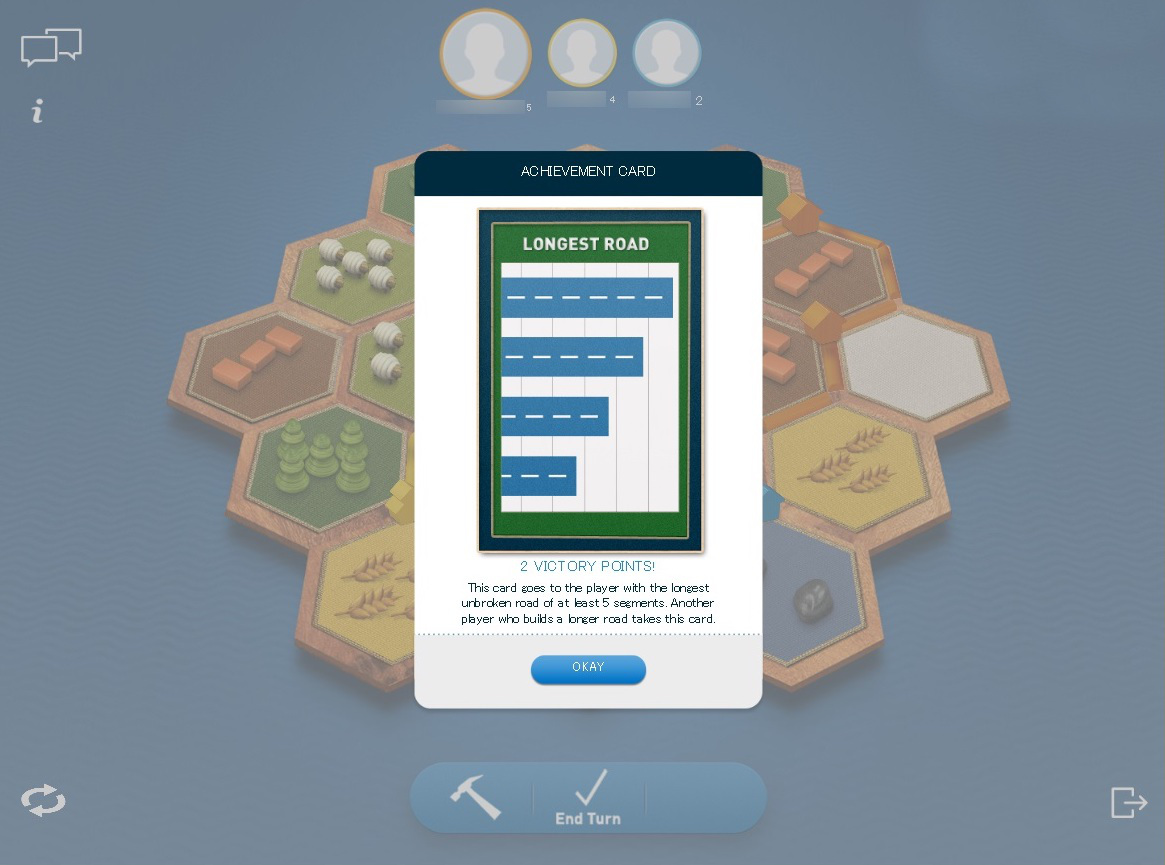 5
4
2
i
ACHIEVEMENT CARD
LONGEST ROAD
2 VICTORY POINTS!
This card goes to the player with the longest
unbroken road of at least 5 segments. Another
player who builds a longer road takes this card.
OKAY
End Turn